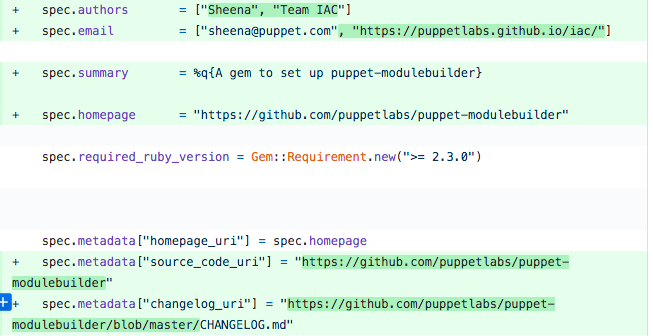 + spec.authors = ["Sheena", "Team IAC"]
+ spec.email = ["sheena@puppet.com", "https://puppetlabs.github.io/iac/"]
+ spec.summary = %q{A gem to set up puppet-modulebuilder}
+ spec.homepage = "https://github.com/puppetlabs/puppet-modulebuilder"
spec.required_ruby_version = Gem::Requirement.new(">= 2.3.0")
spec.metadata["homepage_uri"] = spec.homepage
+ spec.metadata["source_code_uri"] = "https://github.com/puppetlabs/puppet-
modulebuilder"
+ spec.metadata["changelog_uri"] = "https://github.com/puppetlabs/puppet-
modulebuilder/blob/master/CHANGELOG.md"